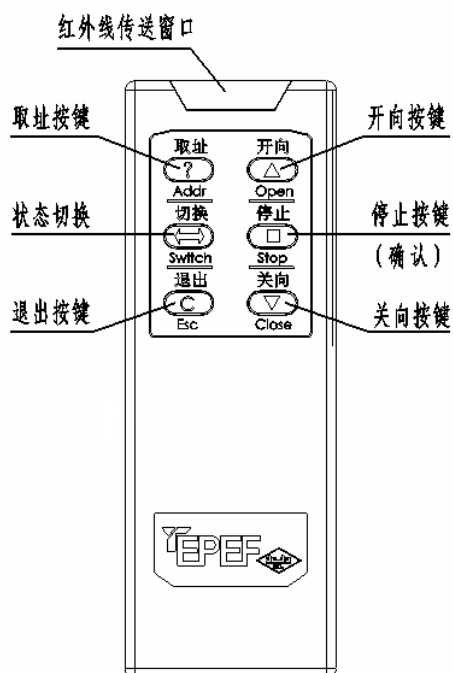 红外线传送窗口
取址按键
开向按键
取址
开向
?
Addr
Open
状态切换
切换
停止
停止按键
(确认)
Switch
Stop
退出
关向
退出按键
C
关向按键
Esc
Close
EPEF